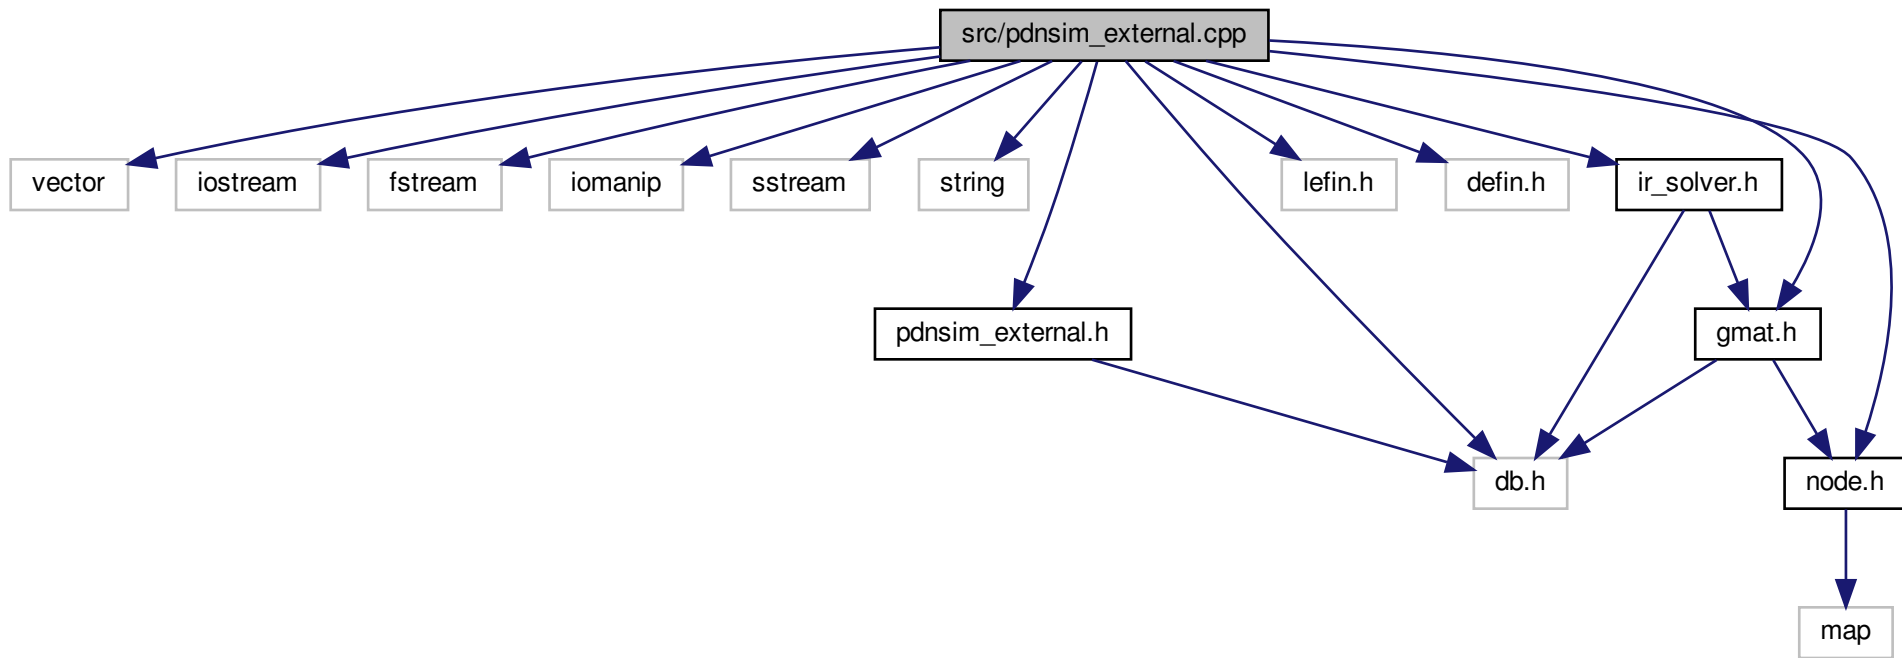 src/pdnsim_external.cpp
vector
iostream
fstream
iomanip
sstream
string
lefin.h
defin.h
ir_solver.h
pdnsim_external.h
gmat.h
db.h
node.h
map